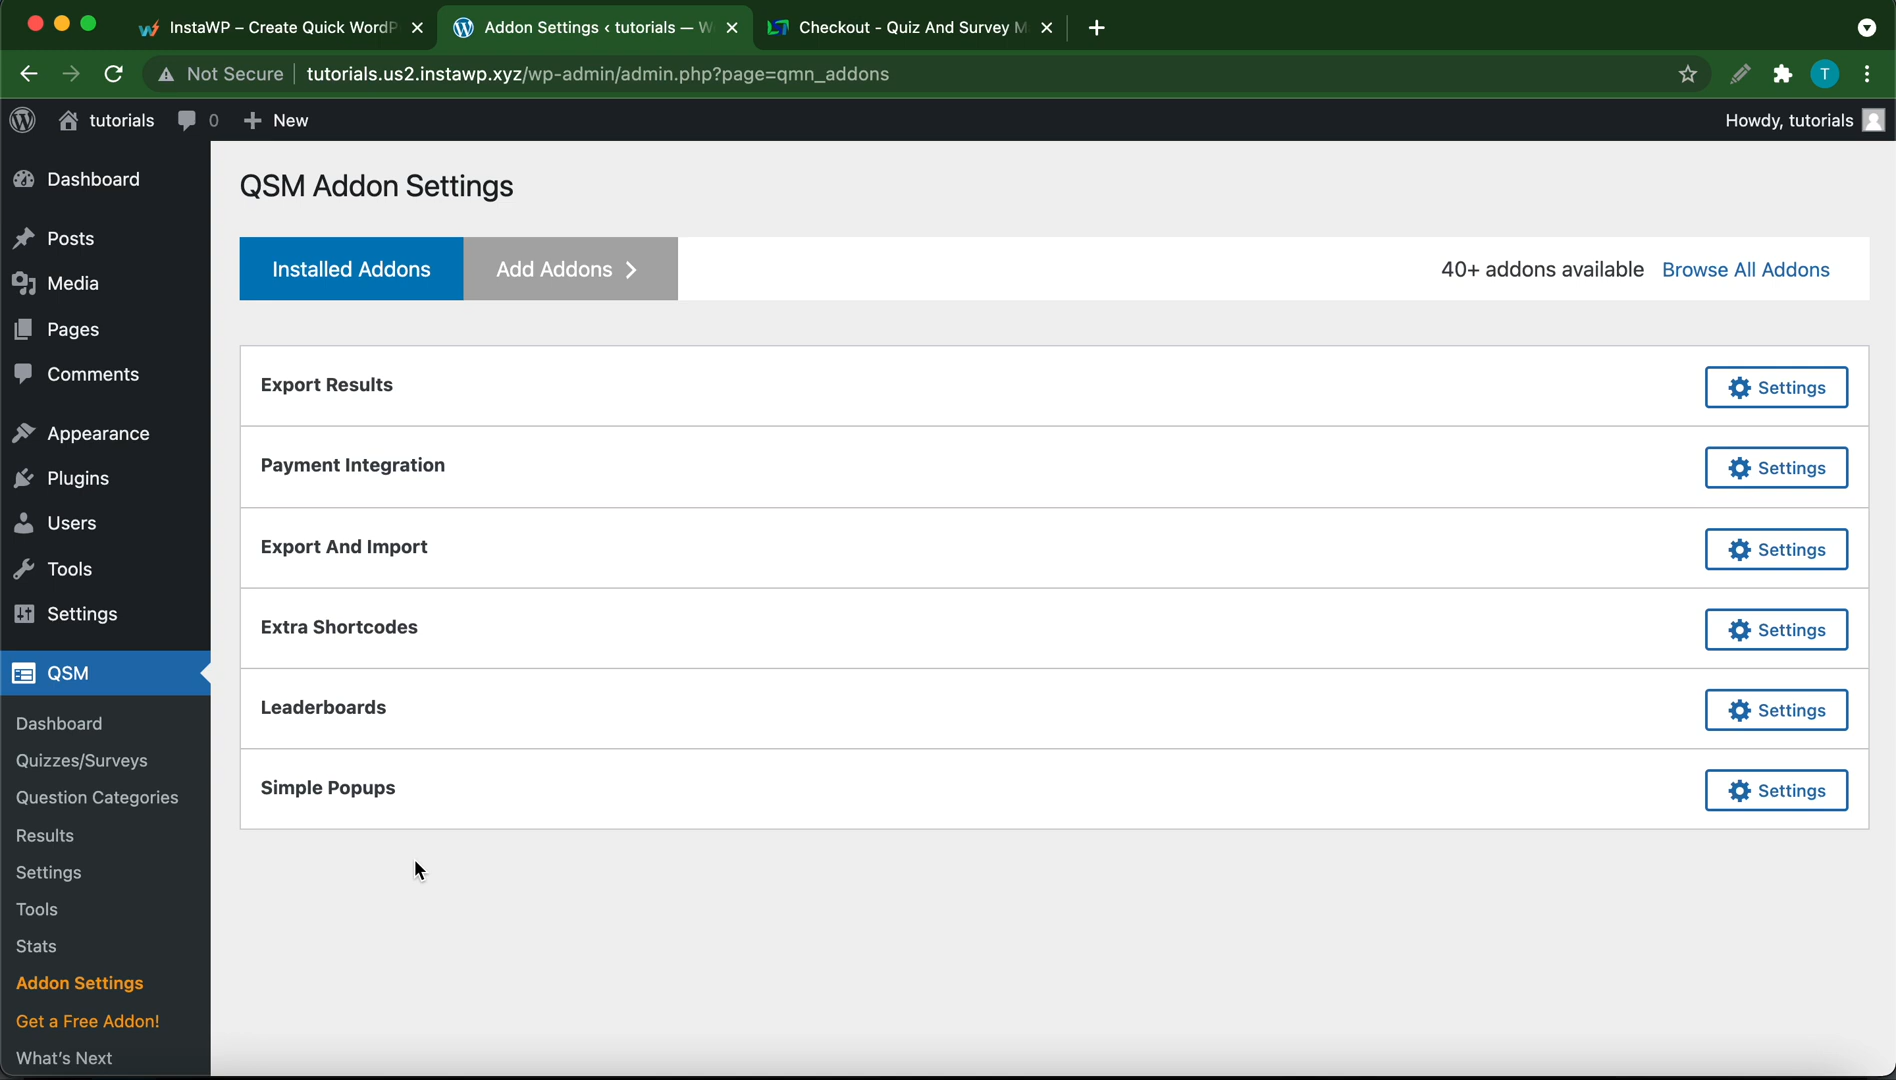 InstaWP – Create Quick WordP
Addon Settings ‹ tutorials — W
Checkout - Quiz And Survey M
Not Secure
tutorials.us2.instawp.xyz/wp-admin/admin.php?page=qmn_addons
T
tutorials
0
New
Howdy, tutorials
Dashboard
Posts
Media
Pages
Comments
Appearance
Plugins
Users
Tools
Settings
QSM
Dashboard
Quizzes/Surveys
Question Categories
Results
Settings
Tools
Stats
Addon Settings
Get a Free Addon!
What's Next
QSM Addon Settings
Installed Addons
Add Addons
40+ addons available Browse All Addons
Export Results
Settings
Payment Integration
Settings
Export And Import
Settings
Extra Shortcodes
Settings
Leaderboards
Settings
Simple Popups
Settings